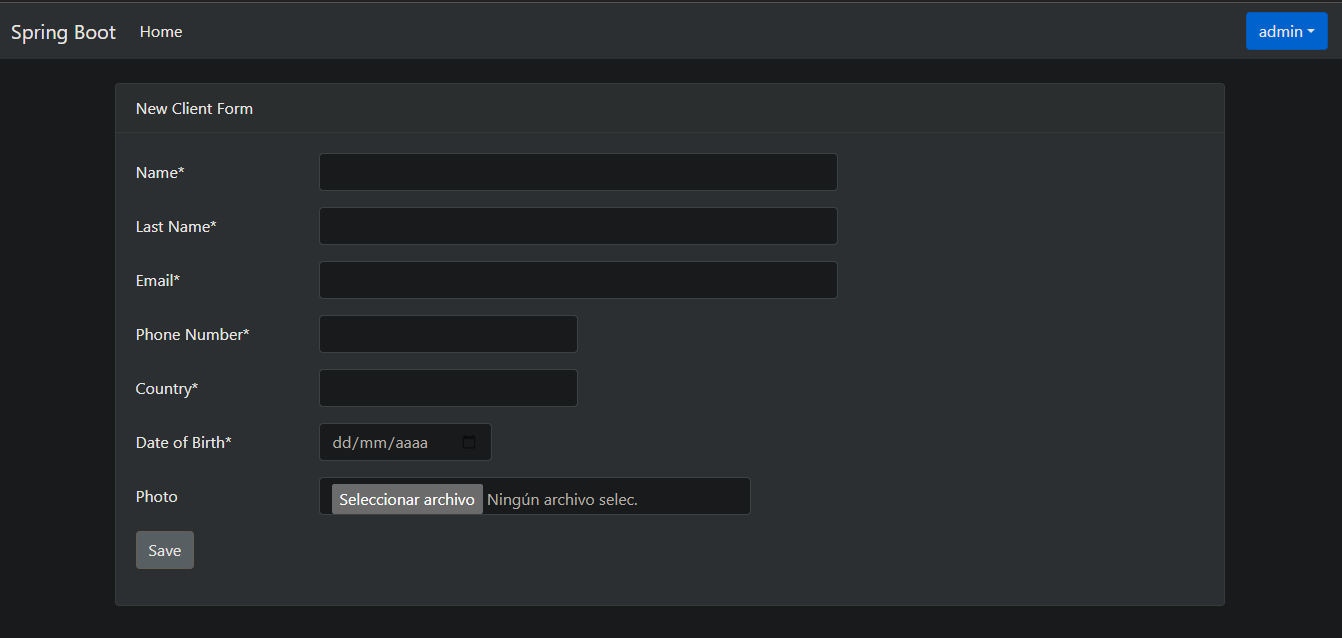 Spring Boot Home admin
New Client Form
Name*
Last Name*
Email*
Phone Number*
Country*
Date of Birth* dd/mm/aaaa
Photo Seleccionar archivo Ningún archivo selec.
Save